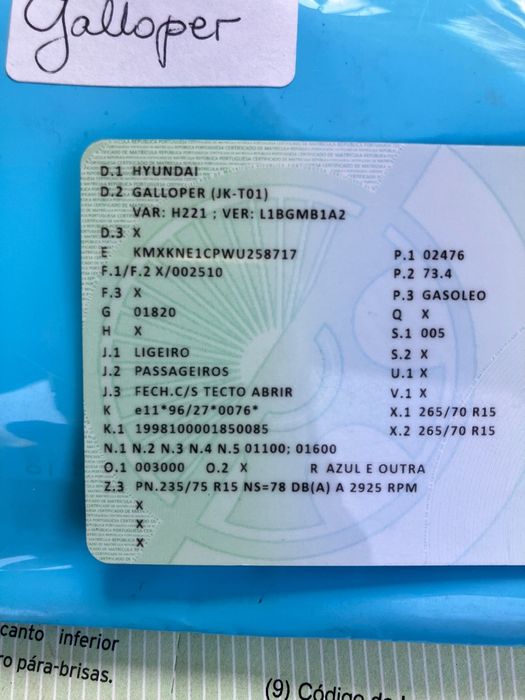 Galloper
D.1 HYUNDAI
D.2 GALLOPER (JK-T01)
VAR: H221 ; VER: L1BGMB1A2
D.3 X
E KMXKNE1CPWU258717 P.1 02476
F.1/F.2 X/002510 P.2 73.4
F.3 X P.3 GASOLEO
G 01820 Q X
H X S.1 005
J.1 LIGEIRO S.2 X
J.2 PASSAGEIROS U.1 X
J.3 FECH.C/S TECTO ABRIR V.1 X
K e11*96/27*0076* X.1 265/70 R15
K.1 1998100001850085 X.2 265/70 R15
N.1 N.2 N.3 N.4 N.5 01100; 01600
O.1 003000 O.2 X R AZUL E OUTRA
Z.3 PN.235/75 R15 NS=78 DB(A) A 2925 RPM
X
X
X
canto inferior
ro pára-brisas.
(9) Código